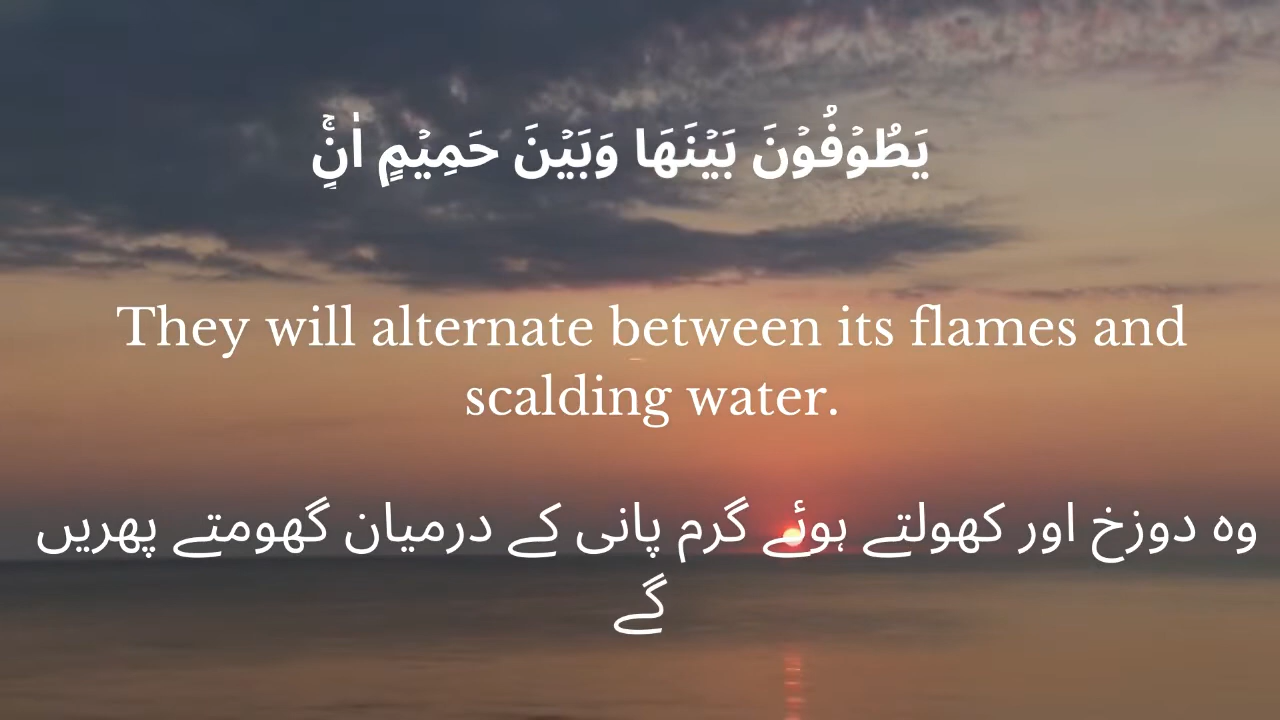 يَطُوۡفُوۡنَ بَيۡنَهَا وَبَيۡنَ حَمِيۡمٍ اٰنٍ​ۚ
They will alternate between its flames and
scalding water.
وہ دوزخ اور کھولتے ہوئے گرم پانی کے درمیان گھومتے پھریں
گے